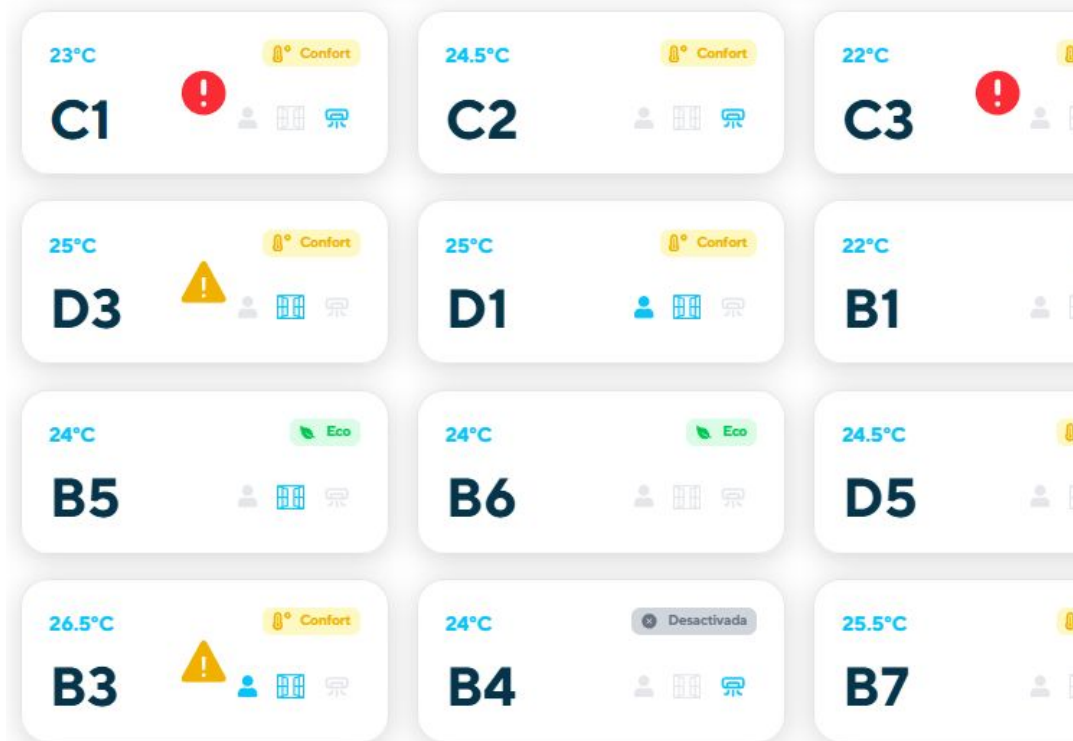 23°C Confort
C1
24.5°C Confort
C2
22°C
C3
25°C Confort
D3
25°C Confort
D1
22°C
B1
24°C Eco
B5
24°C Eco
B6
24.5°C
D5
26.5°C Confort
B3
24°C Desactivada
B4
25.5°C
B7